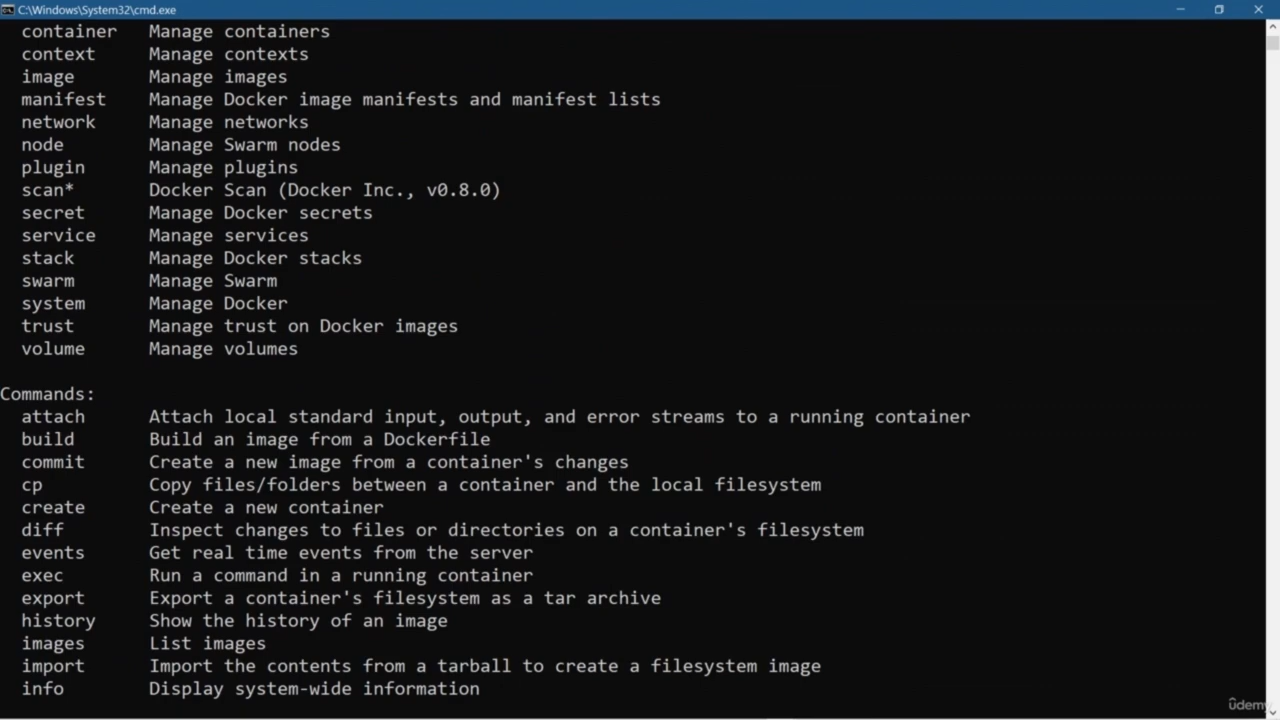 C:\Windows\System32\cmd.exe
container Manage containers
context Manage contexts
image Manage images
manifest Manage Docker image manifests and manifest lists
network Manage networks
node Manage Swarm nodes
plugin Manage plugins
scan* Docker Scan (Docker Inc., v0.8.0)
secret Manage Docker secrets
service Manage services
stack Manage Docker stacks
swarm Manage Swarm
system Manage Docker
trust Manage trust on Docker images
volume Manage volumes
Commands:
attach Attach local standard input, output, and error streams to a running container
build Build an image from a Dockerfile
commit Create a new image from a container's changes
cp Copy files/folders between a container and the local filesystem
create Create a new container
diff Inspect changes to files or directories on a container's filesystem
events Get real time events from the server
exec Run a command in a running container
export Export a container's filesystem as a tar archive
history Show the history of an image
images List images
import Import the contents from a tarball to create a filesystem image
info Display system-wide information
ûdemy